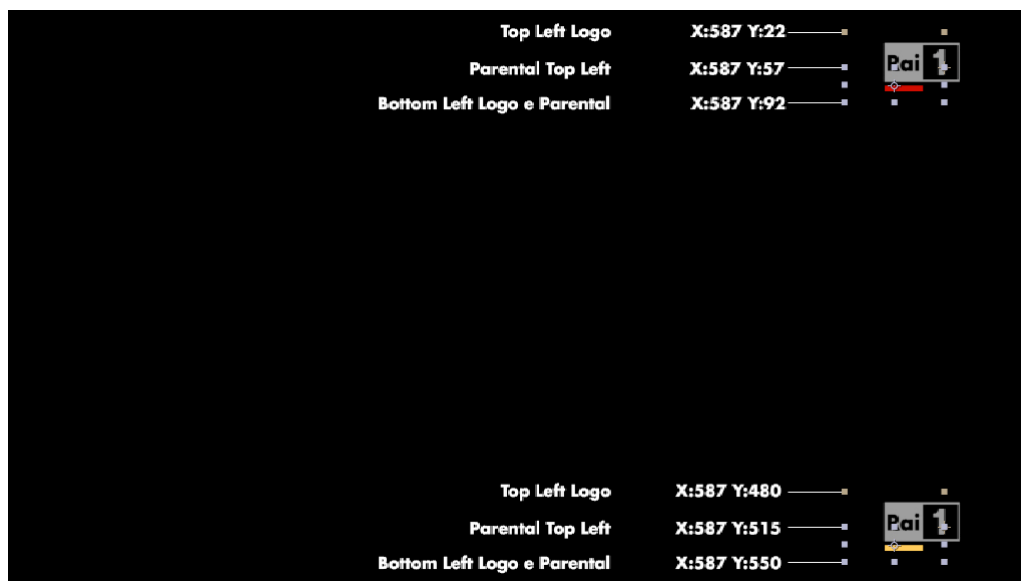 Top Left Logo X:587 Y:22
Parental Top Left X:587 Y:57
Rai 1
Bottom Left Logo e Parental X:587 Y:92
Top Left Logo X:587 Y:480
Parental Top Left X:587 Y:515
Rai 1
Bottom Left Logo e Parental X:587 Y:550